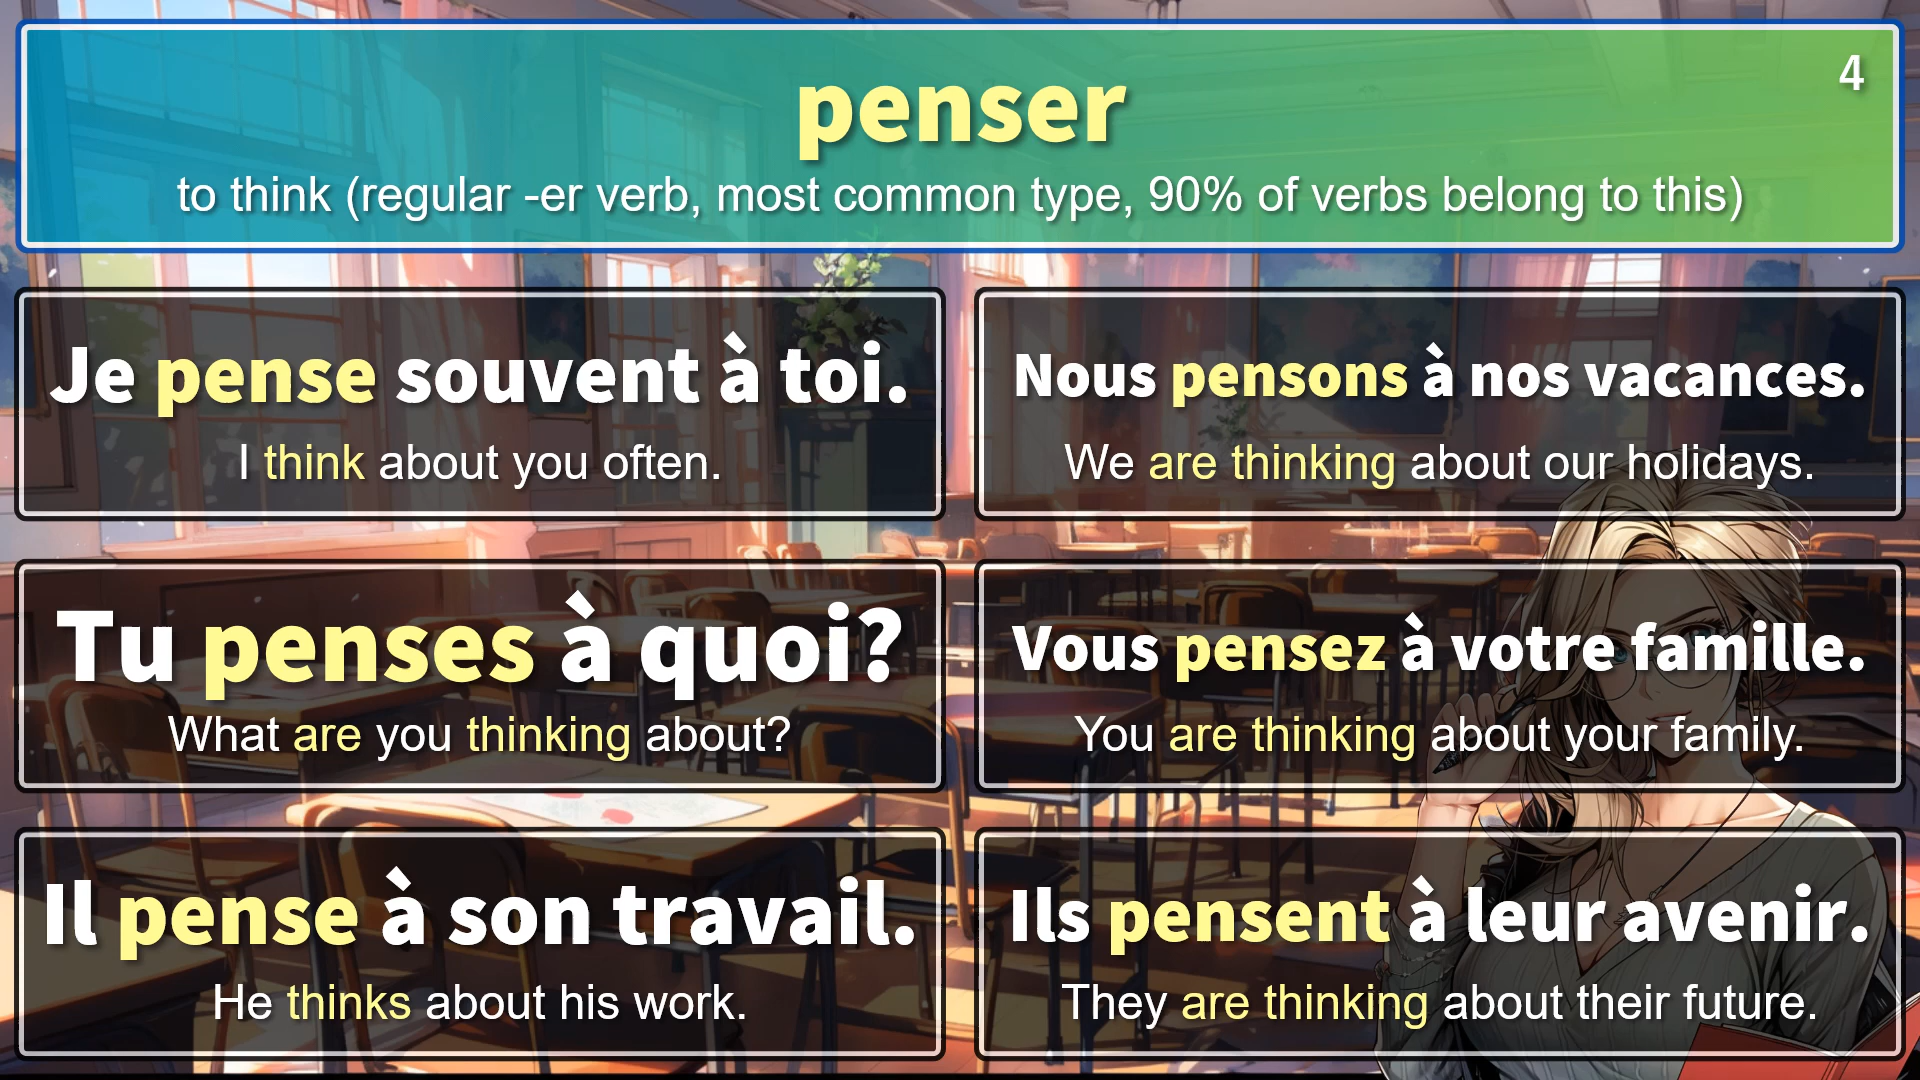 4
penser
to think (regular -er verb, most common type, 90% of verbs belong to this)
Je pense souvent à toi.
I think about you often.
Nous pensons à nos vacances.
We are thinking about our holidays.
Tu penses à quoi?
What are you thinking about?
Vous pensez à votre famille.
You are thinking about your family.
Il pense à son travail.
He thinks about his work.
Ils pensent à leur avenir.
They are thinking about their future.